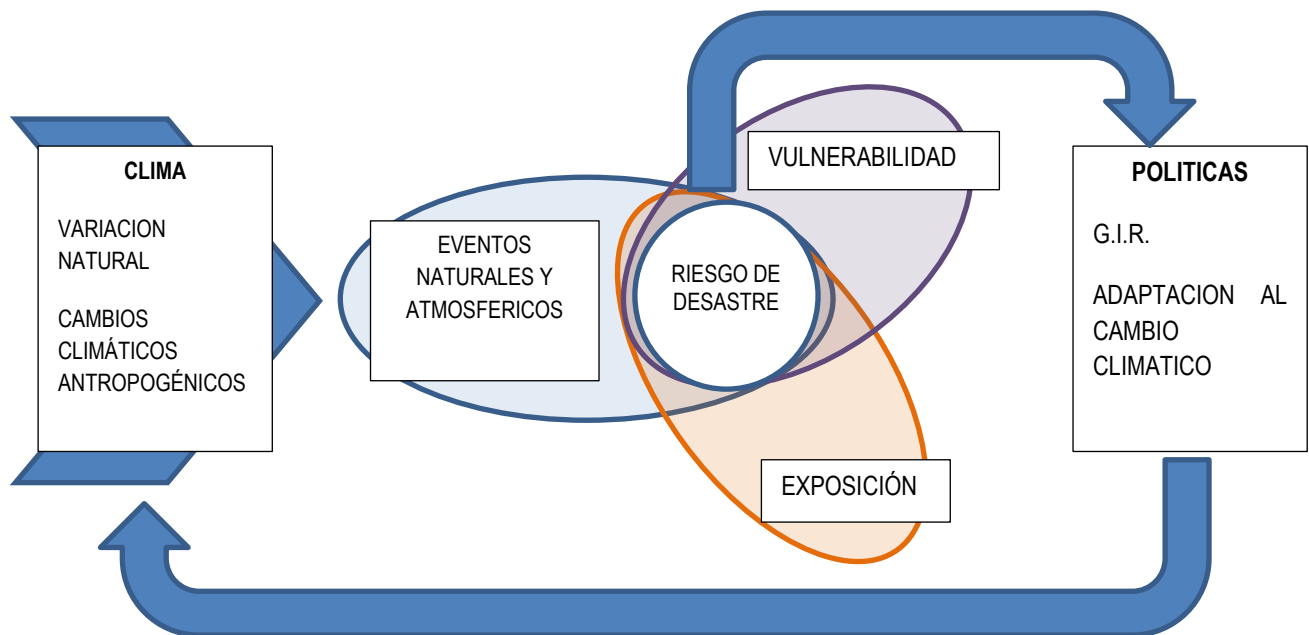 CLIMA
VARIACION
NATURAL
CAMBIOS
CLIMÁTICOS
ANTROPOGÉNICOS
EVENTOS
NATURALES Y
ATMOSFERICOS
RIESGO DE
DESASTRE
VULNERABILIDAD
EXPOSICIÓN
POLITICAS
G.I.R.
ADAPTACION AL
CAMBIO
CLIMATICO